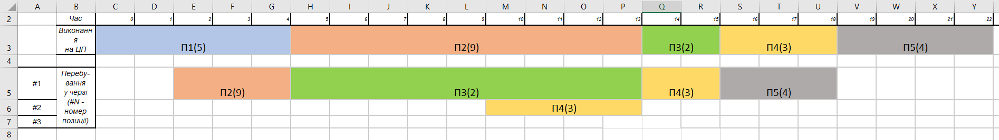 A B C D E F G H I J K L M N O P Q R S T U V W X Y
2 Час 0 1 2 3 4 5 6 7 8 9 10 11 12 13 14 15 16 17 18 19 20 21 22
Виконанн
я
на ЦП
3 П1(5) П2(9) П3(2) П4(3) П5(4)
4
Перебу-
вання
у черзі
(#N -
номер
позиції)
5 #1 П2(9) П3(2) П4(3) П5(4)
6 #2 П4(3)
7 #3
8